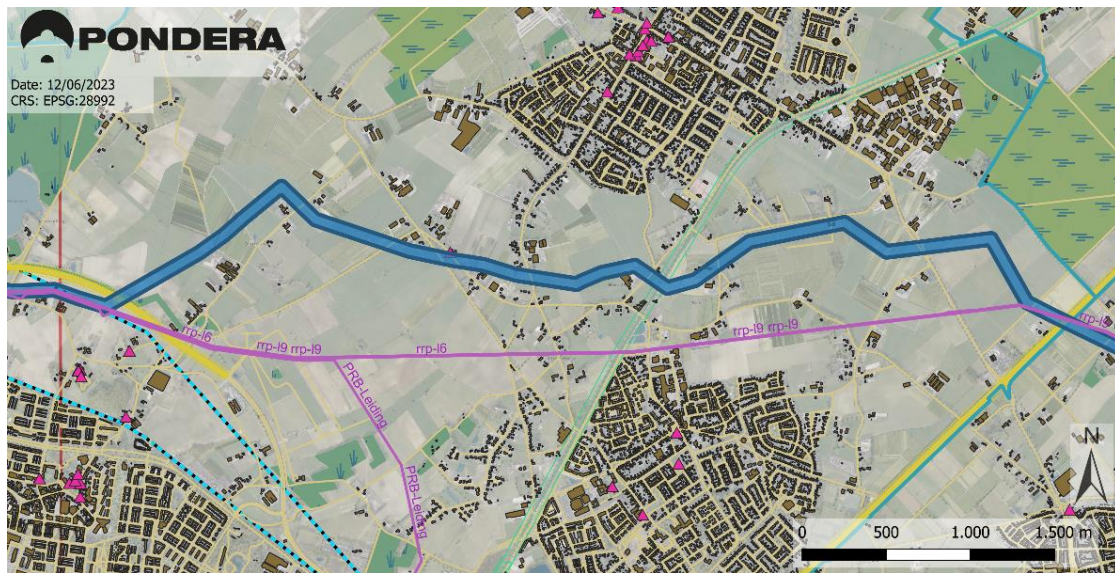 PONDERA
Date: 12/06/2023
CRS: EPSG:28992
rrp-l6
rrp-l9 rrp-l9
rrp-l6
rrp-l9 rrp-l9
rrp-l9
PRB-Leiding
PRB-Leiding
N
0 500 1.000 1.500 m